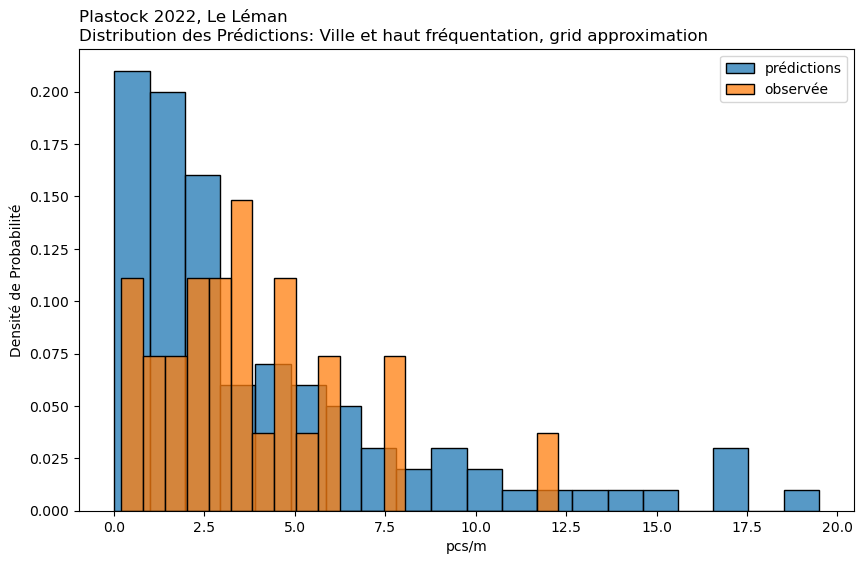 Plastock 2022, Le Léman
Distribution des Prédictions: Ville et haut fréquentation, grid approximation
prédictions
observée
Densité de Probabilité
0.200
0.175
0.150
0.125
0.100
0.075
0.050
0.025
0.000
0.0 2.5 5.0 7.5 10.0 12.5 15.0 17.5 20.0
pcs/m